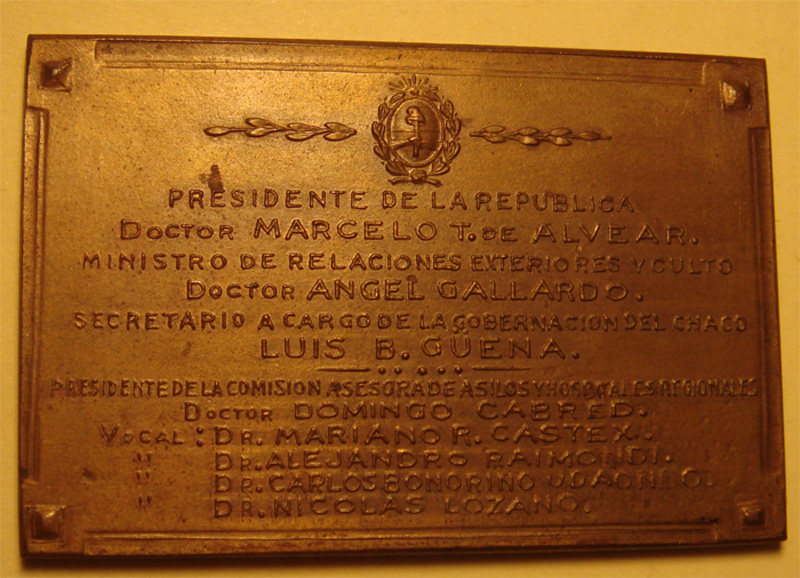 PRESIDENTE DE LA REPUBLICA
DOCTOR MARCELO T. DE ALVEAR.
MINISTRO DE RELACIONES EXTERIORES Y CULTO
DOCTOR ANGEL GALLARDO.
SECRETARIO A CARGO DE LA GOBERNACION DEL CHACO
LUIS B. GÜENA.
PRESIDENTE DE LA COMISION ASESORA DE ASILOS Y HOSPITALES REGIONALES
DOCTOR DOMINGO CABRED.
VOCAL: DR. MARIANO R. CASTEX.
" DR. ALEJANDRO RAIMONDI.
" DR. CARLOS BONORINO UDAONDO.
" DR. NICOLAS LOZANO.